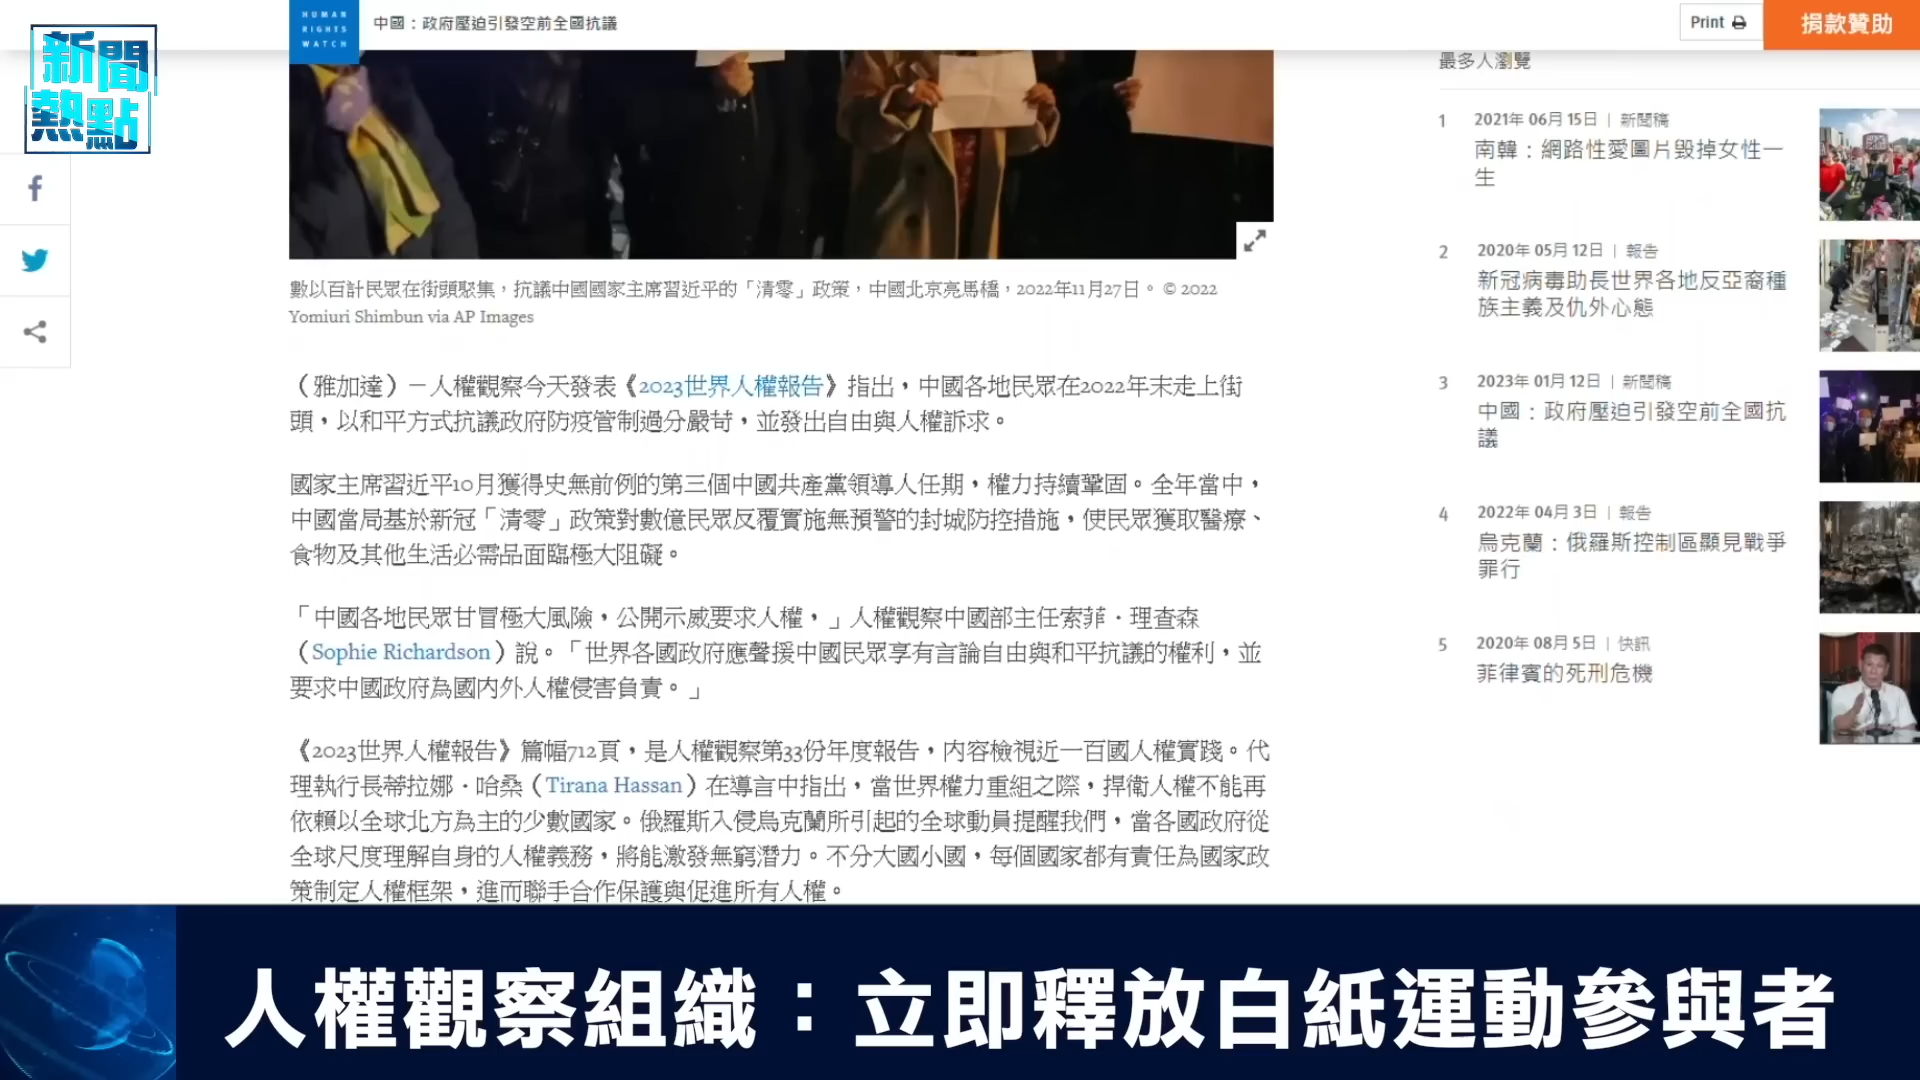 新聞
熱點
HUMAN
RIGHTS
WATCH
中國：政府壓迫引發空前全國抗議
Print
捐款贊助
數以百計民眾在街頭聚集，抗議中國國家主席習近平的「清零」政策，中國北京亮馬橋，2022年11月27日。 © 2022
Yomiuri Shimbun via AP Images
（雅加達）－人權觀察今天發表《2023世界人權報告》指出，中國各地民眾在2022年末走上街
頭，以和平方式抗議政府防疫管制過分嚴苛，並發出自由與人權訴求。
國家主席習近平10月獲得史無前例的第三個中國共產黨領導人任期，權力持續鞏固。全年當中，
中國當局基於新冠「清零」政策對數億民眾反覆實施無預警的封城防控措施，使民眾獲取醫療、
食物及其他生活必需品面臨極大阻礙。
「中國各地民眾甘冒極大風險，公開示威要求人權，」人權觀察中國部主任索菲·理查森
（Sophie Richardson）說。「世界各國政府應聲援中國民眾享有言論自由與和平抗議的權利，並
要求中國政府為國內外人權侵害負責。」
《2023世界人權報告》篇幅712頁，是人權觀察第33份年度報告，內容檢視近一百國人權實踐。代
理執行長蒂拉娜·哈桑（Tirana Hassan）在導言中指出，當世界權力重組之際，捍衛人權不能再
依賴以全球北方為主的少數國家。俄羅斯入侵烏克蘭所引起的全球動員提醒我們，當各國政府從
全球尺度理解自身的人權義務，將能激發無窮潛力。不分大國小國，每個國家都有責任為國家政
策制定人權框架，進而聯手合作保護與促進所有人權。
最多人瀏覽
1 2021年 06月 15日 | 新聞稿
南韓：網路性愛圖片毀掉女性一
生
2 2020年 05月 12日 | 報告
新冠病毒助長世界各地反亞裔種
族主義及仇外心態
3 2023年 01月 12日 | 新聞稿
中國：政府壓迫引發空前全國抗
議
4 2022年 04月 3日 | 報告
烏克蘭：俄羅斯控制區顯見戰爭
罪行
5 2020年 08月 5日 | 快訊
菲律賓的死刑危機
人權觀察組織：立即釋放白紙運動參與者